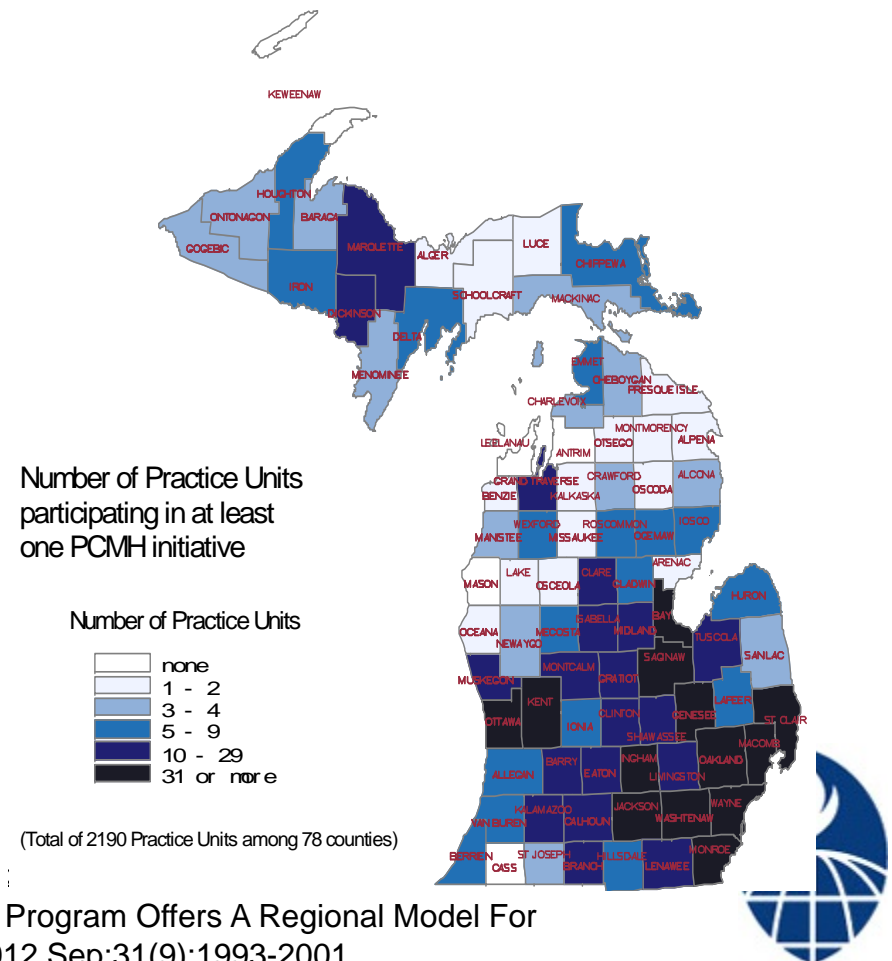 KEWEENAW
HOUGHTON
ONTONAGON
BARAGA
GOGEBIC
MARQUETTE
ALGER
LUCE
CHIPPEWA
IRON
SCHOOLCRAFT
MACKINAC
DICKINSON
DELTA
MENOMINEE
EMMET
CHEBOYGAN
PRESQUE ISLE
CHARLEVOIX
MONTMORENCY
LEELANAU
ANTRIM
OTSEGO
ALPENA
Number of Practice Units
participating in at least
one PCMH initiative
GRAND TRAVERSE
CRAWFORD
ALCONA
BENZIE
KALKASKA
OSCODA
MANISTEE
WEXFORD
MISSAUKEE
ROSCOMMON
OGEMAW
IOSCO
ARENAC
MASON
LAKE
OSCEOLA
CLARE
GLADWIN
HURON
Number of Practice Units
OCEANA
NEWAYGO
MECOSTA
ISABELLA
MIDLAND
BAY
TUSCOLA
SANILAC
none
1 - 2
3 - 4
5 - 9
10 - 29
31 or more
MUSKEGON
MONTCALM
GRATIOT
SAGINAW
OTTAWA
KENT
IONIA
CLINTON
SHIAWASSEE
GENESEE
LAPEER
ST CLAIR
MACOMB
OAKLAND
ALLEGAN
BARRY
EATON
INGHAM
LIVINGSTON
(Total of 2190 Practice Units among 78 counties)
VAN BUREN
KALAMAZOO
CALHOUN
JACKSON
WASHTENAW
WAYNE
BERRIEN
CASS
ST JOSEPH
BRANCH
HILLSDALE
LENAWEE
MONROE
Program Offers A Regional Model For
012 Sep;31(9):1993-2001